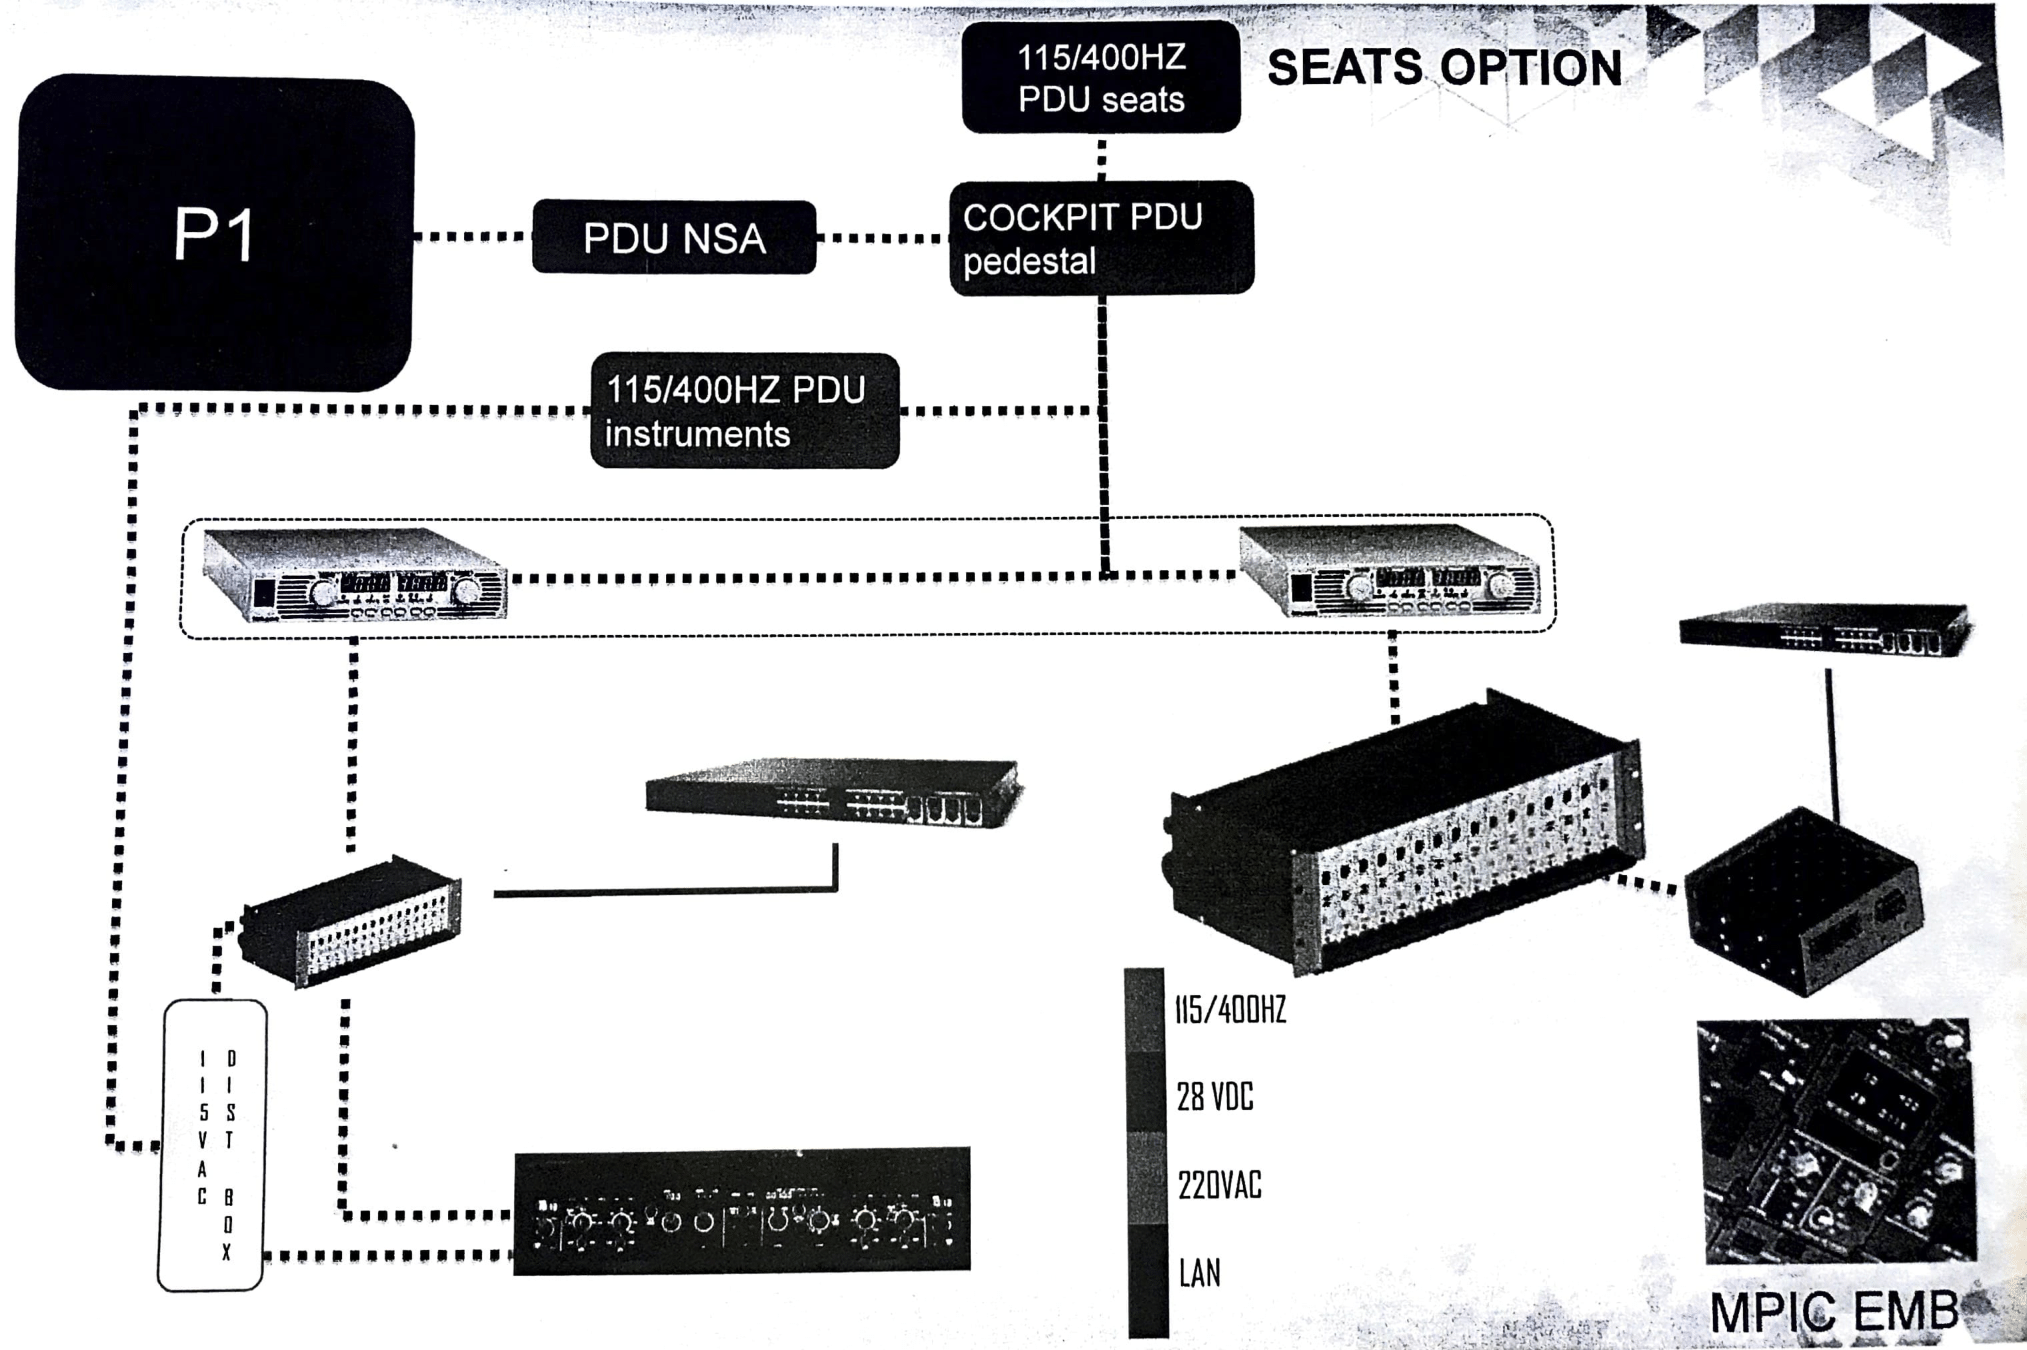 115/400HZ
PDU seats
SEATS OPTION
P1
PDU NSA
COCKPIT PDU
pedestal
115/400HZ PDU
instruments
115VAC
DIST BOX
115/400HZ
28 VDC
220VAC
LAN
MPIC EMB